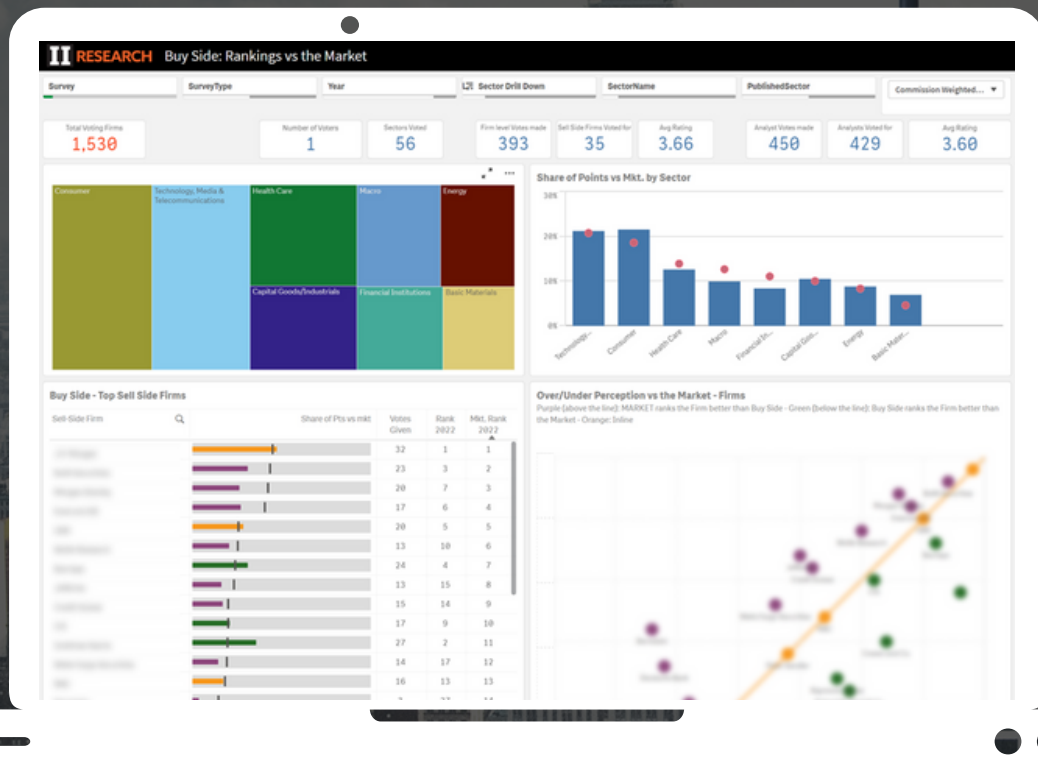 II RESEARCH Buy Side: Rankings vs the Market
Survey SurveyType Year Sector Drill Down SectorName PublishedSector Commission Weighted... ▼
Total Voting Firms Number of Voters Sectors Voted Firm level Votes made Sell Side Firms Voted for Avg Rating Analyst Votes made Analysts Voted for Avg Rating
1,530 1 56 393 35 3.66 450 429 3.60
Consumer Technology, Media & Health Care Macro Energy
Telecommunications
Capital Goods/Industrials Financial Institutions Basic Materials
Share of Points vs Mkt. by Sector
30%
20%
10%
0%
Technology... Consumer Health Care Macro Financial In... Capital Goo... Energy Basic Mater...
Buy Side - Top Sell Side Firms
Sell-Side Firm Share of Pts vs mkt Votes Rank Mkt. Rank
Given 2022 2022
32 1 1
23 3 2
20 7 3
17 6 4
20 5 5
13 10 6
24 4 7
13 15 8
15 14 9
17 9 10
27 2 11
14 17 12
16 13 13
Over/Under Perception vs the Market - Firms
Purple (above the line): MARKET ranks the Firm better than Buy Side - Green (below the line): Buy Side ranks the Firm better than
the Market - Orange: Inline